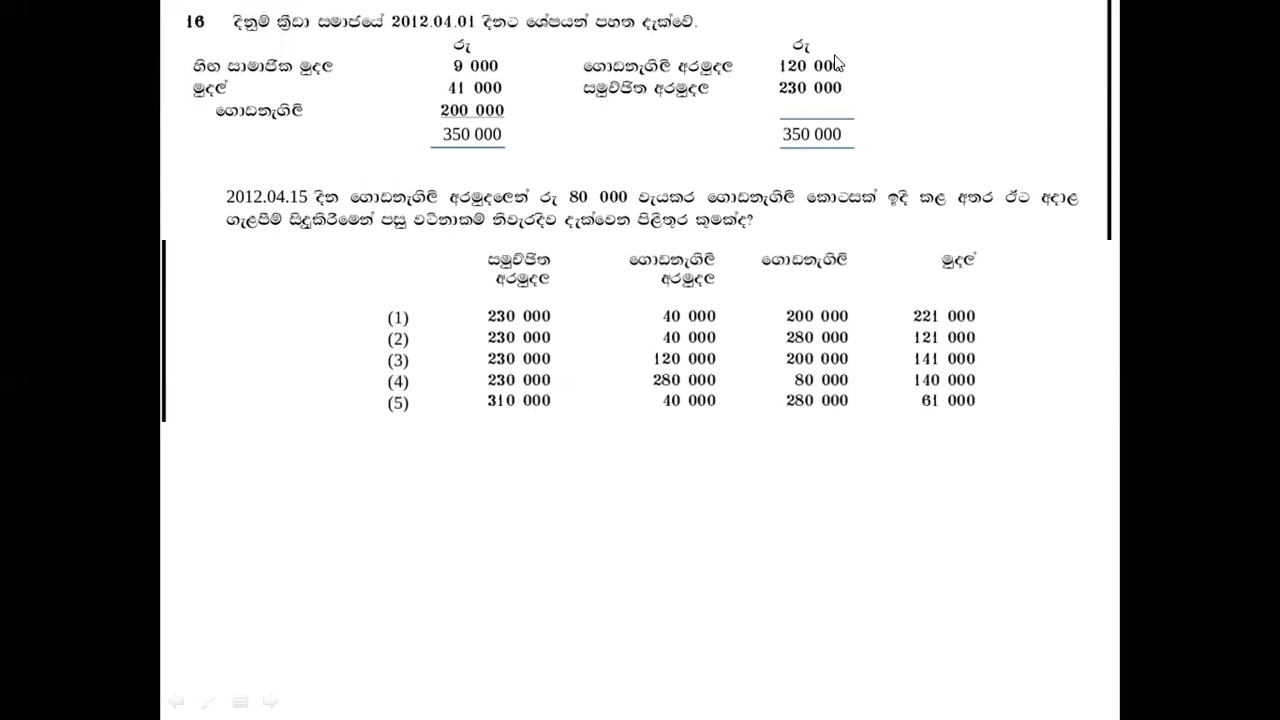 16 දිනුම් ක්‍රීඩා සමාජයේ 2012.04.01 දිනට ශේෂයන් පහත දැක්වේ.
රු රු
හිඟ සාමාජික මුදල 9 000 ගොඩනැගිලි අරමුදල 120 000
මුදල් 41 000 සමුච්ඡිත අරමුදල 230 000
ගොඩනැගිලි 200 000
350 000 350 000
2012.04.15 දින ගොඩනැගිලි අරමුදලෙන් රු 80 000 වැයකර ගොඩනැගිලි කොටසක් ඉදි කළ අතර ඊට අදාළ
ගැළපීම් සිදුකිරීමෙන් පසු වටිනාකම් නිවැරදිව දැක්වෙන පිළිතුර කුමක්ද?
සමුච්ඡිත ගොඩනැගිලි ගොඩනැගිලි මුදල්
අරමුදල අරමුදල
(1) 230 000 40 000 200 000 221 000
(2) 230 000 40 000 280 000 121 000
(3) 230 000 120 000 200 000 141 000
(4) 230 000 280 000 80 000 140 000
(5) 310 000 40 000 280 000 61 000